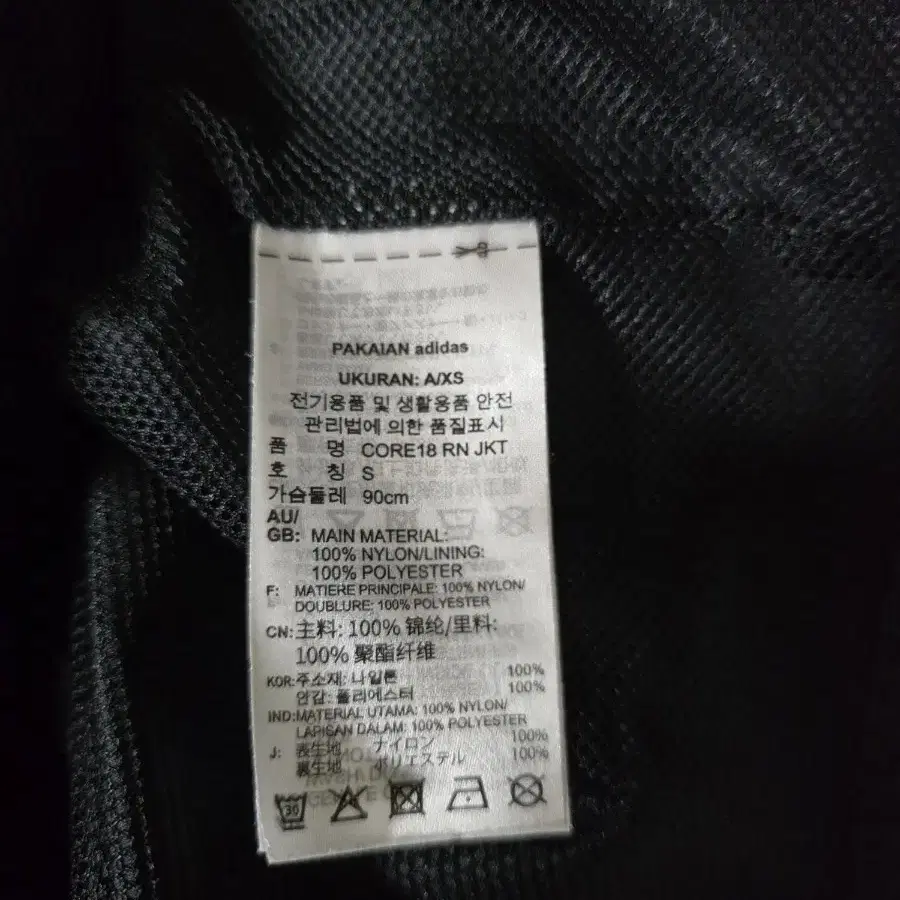 PAKAIAN adidas
UKURAN: A/XS
전기용품 및 생활용품 안전
관리법에 의한 품질표시
품 명 CORE18 RN JKT
호 칭 S
가슴둘레 90cm
AU/
GB: MAIN MATERIAL:
100% NYLON/LINING:
100% POLYESTER
F: MATIERE PRINCIPALE: 100% NYLON/
DOUBLURE: 100% POLYESTER
CN: 主料: 100% 锦纶/里料:
100% 聚酯纤维
KOR: 주소재: 나일론 100%
안감: 폴리에스터 100%
IND: MATERIAL UTAMA: 100% NYLON/
LAPISAN DALAM: 100% POLYESTER
J: 表生地 ナイロン 100%
裏生地 ポリエステル 100%
30